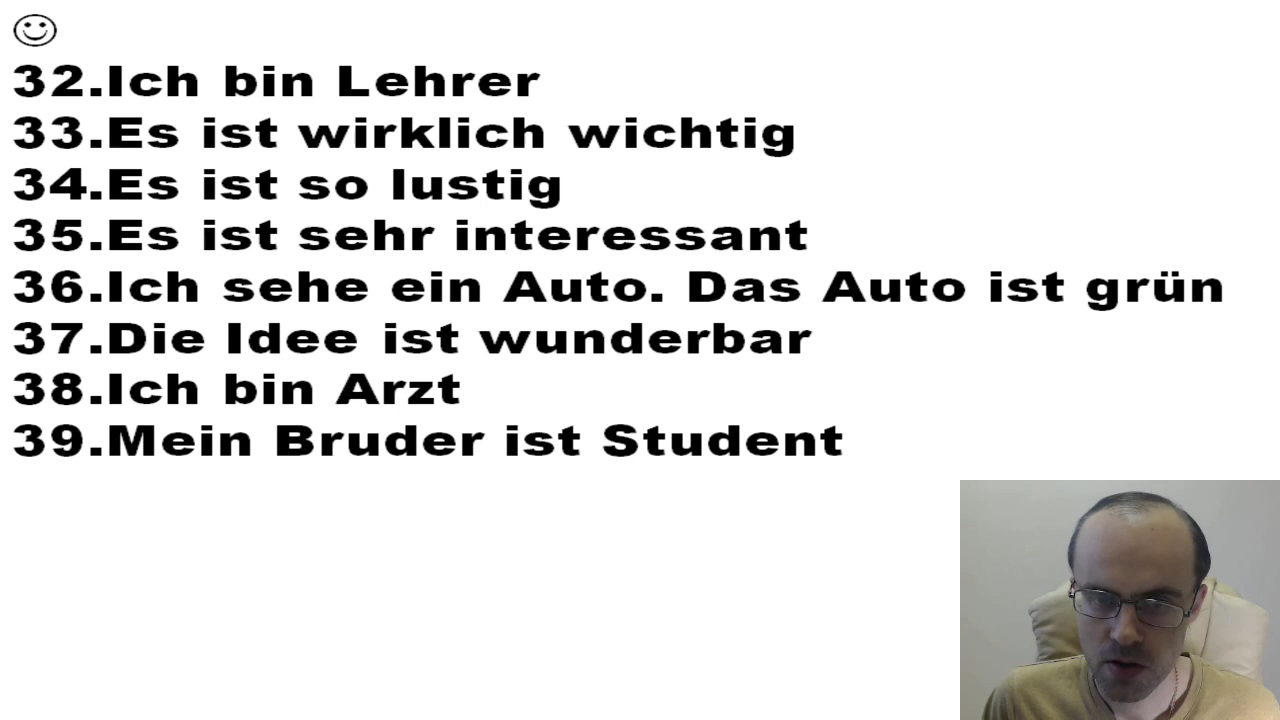 32.Ich bin Lehrer
33.Es ist wirklich wichtig
34.Es ist so lustig
35.Es ist sehr interessant
36.Ich sehe ein Auto. Das Auto ist grün
37.Die Idee ist wunderbar
38.Ich bin Arzt
39.Mein Bruder ist Student